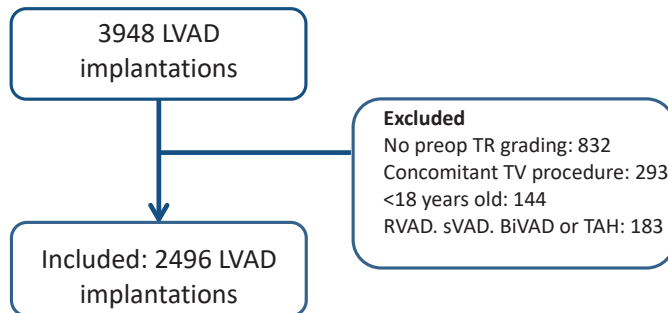 3948 LVAD
implantations
Excluded
No preop TR grading: 832
Concomitant TV procedure: 293
<18 years old: 144
RVAD. sVAD. BiVAD or TAH: 183
Included: 2496 LVAD
implantations